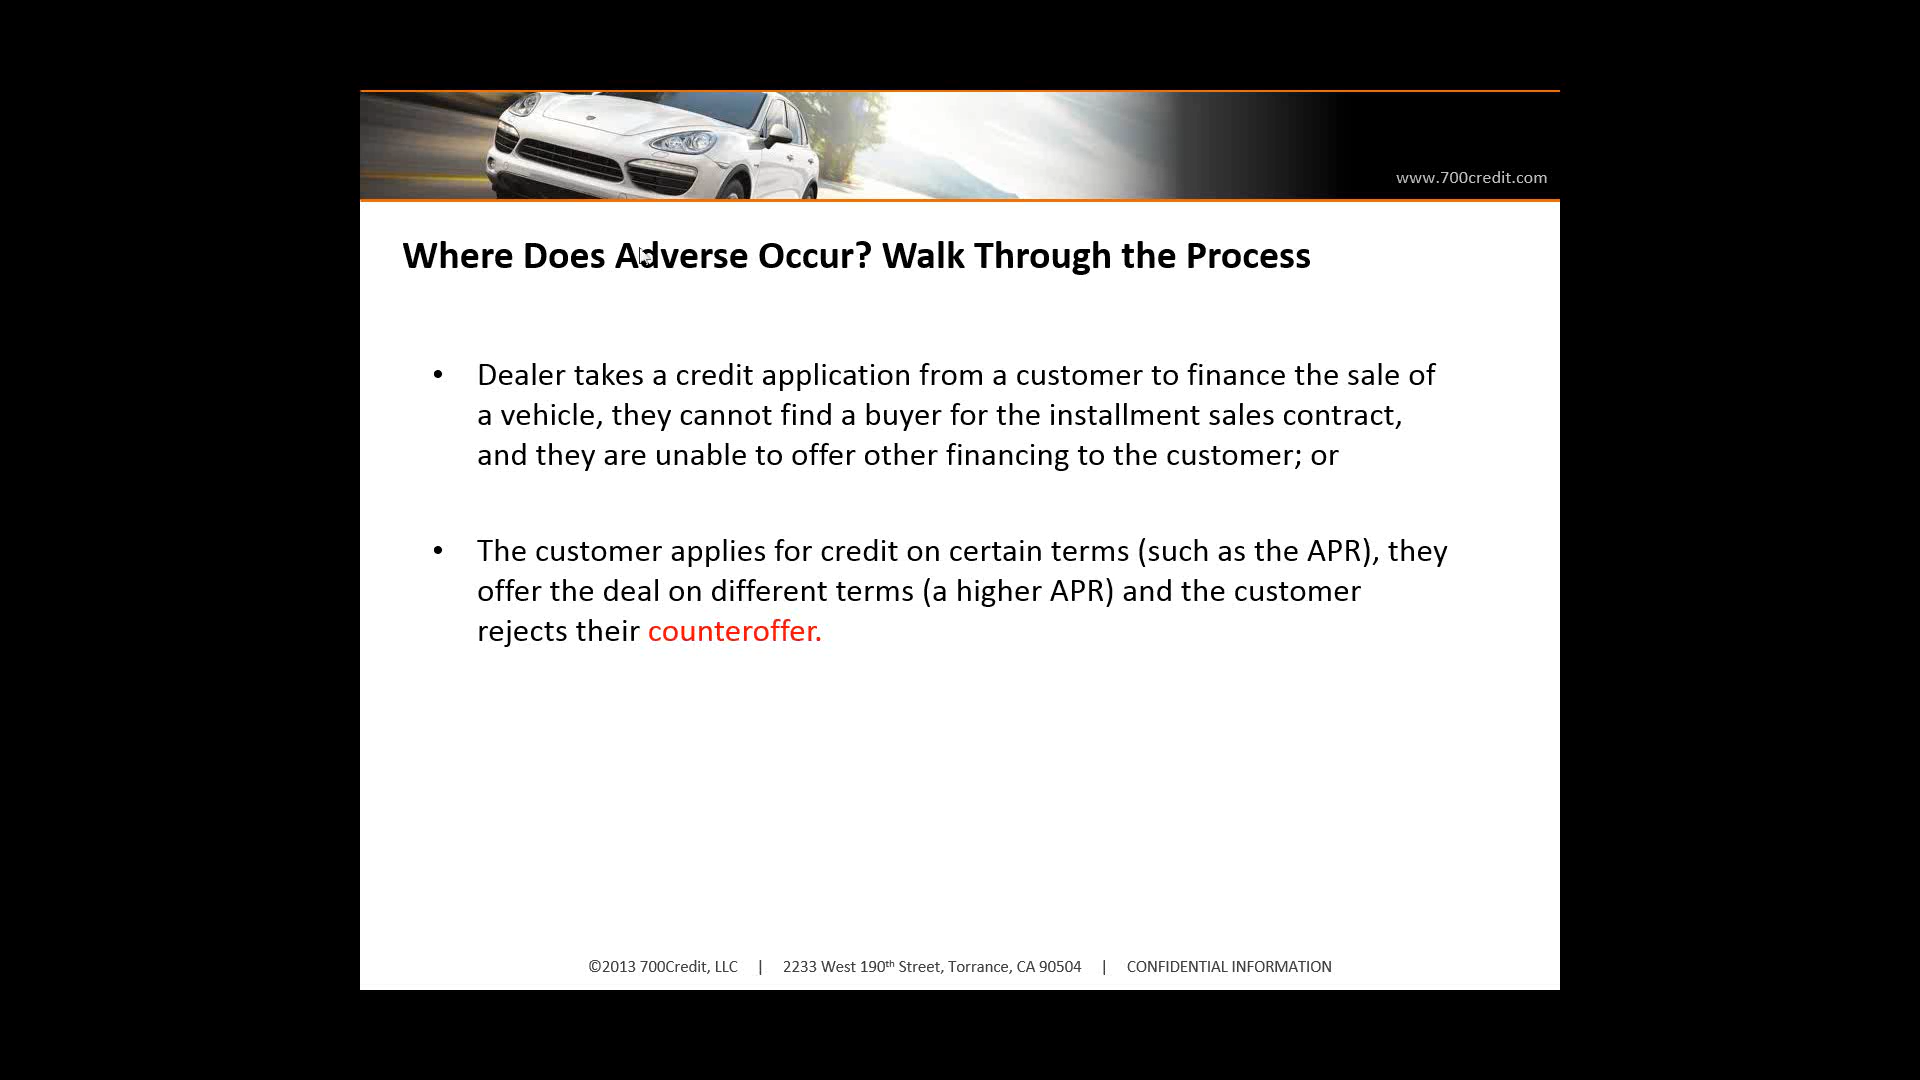 www.700credit.com
Where Does Adverse Occur? Walk Through the Process
• Dealer takes a credit application from a customer to finance the sale of
a vehicle, they cannot find a buyer for the installment sales contract,
and they are unable to offer other financing to the customer; or
• The customer applies for credit on certain terms (such as the APR), they
offer the deal on different terms (a higher APR) and the customer
rejects their counteroffer.
©2013 700Credit, LLC | 2233 West 190th Street, Torrance, CA 90504 | CONFIDENTIAL INFORMATION